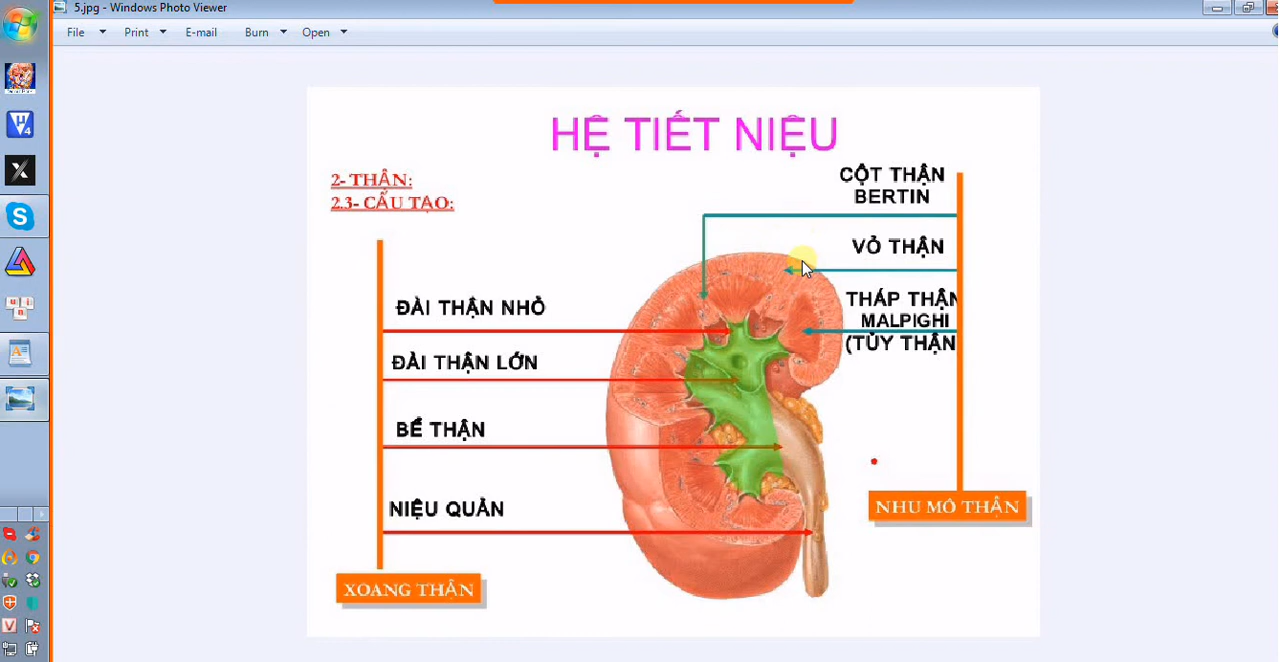 5.jpg - Windows Photo Viewer
File
Print
E-mail
Burn
Open
HỆ TIẾT NIỆU
2- THẬN:
2.3- CẤU TẠO:
CỘT THẬN
BERTIN
VỎ THẬN
THÁP THẬN
MALPIGHI
(TỦY THẬN
ĐÀI THẬN NHỎ
ĐÀI THẬN LỚN
BỂ THẬN
NIỆU QUẢN
NHU MÔ THẬN
XOANG THẬN